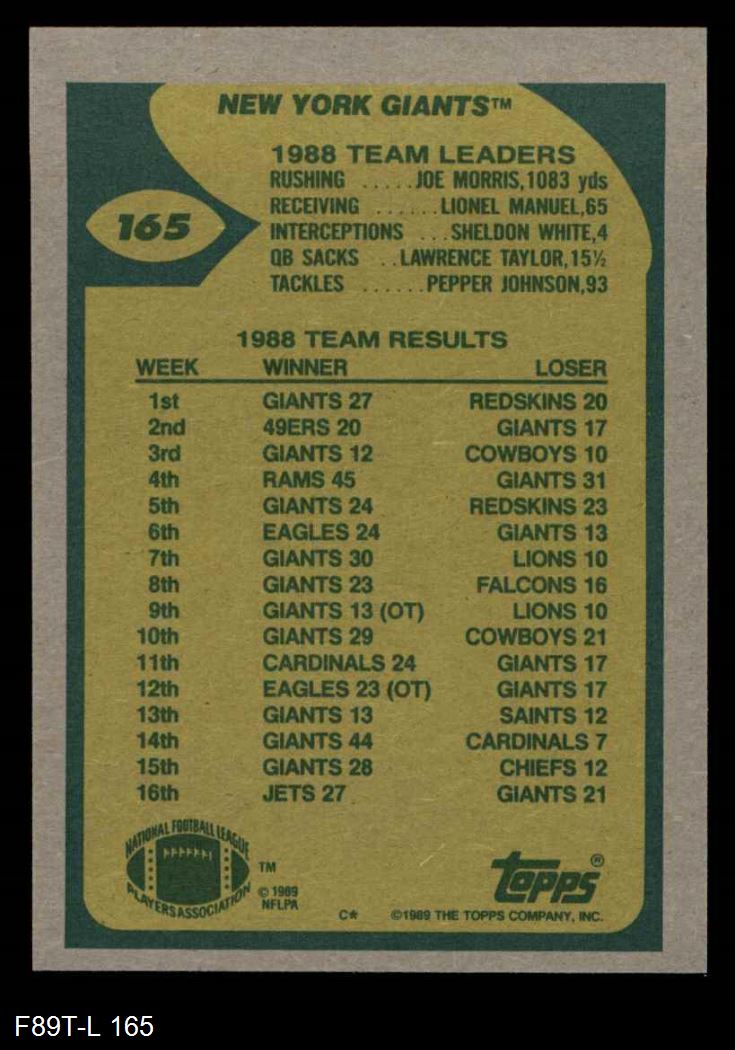 NEW YORK GIANTS™
1988 TEAM LEADERS
RUSHING .....JOE MORRIS,1083 yds
165
RECEIVING ......LIONEL MANUEL,65
INTERCEPTIONS ...SHELDON WHITE,4
QB SACKS ..LAWRENCE TAYLOR,15½
TACKLES ......PEPPER JOHNSON,93
1988 TEAM RESULTS
WEEK WINNER LOSER
1st GIANTS 27 REDSKINS 20
2nd 49ERS 20 GIANTS 17
3rd GIANTS 12 COWBOYS 10
4th RAMS 45 GIANTS 31
5th GIANTS 24 REDSKINS 23
6th EAGLES 24 GIANTS 13
7th GIANTS 30 LIONS 10
8th GIANTS 23 FALCONS 16
9th GIANTS 13 (OT) LIONS 10
10th GIANTS 29 COWBOYS 21
11th CARDINALS 24 GIANTS 17
12th EAGLES 23 (OT) GIANTS 17
13th GIANTS 13 SAINTS 12
14th GIANTS 44 CARDINALS 7
15th GIANTS 28 CHIEFS 12
16th JETS 27 GIANTS 21
NATIONAL FOOTBALL LEAGUE
PLAYERS ASSOCIATION
TM
© 1989
NFLPA
topps®
C* ©1989 THE TOPPS COMPANY, INC.
F89T-L 165